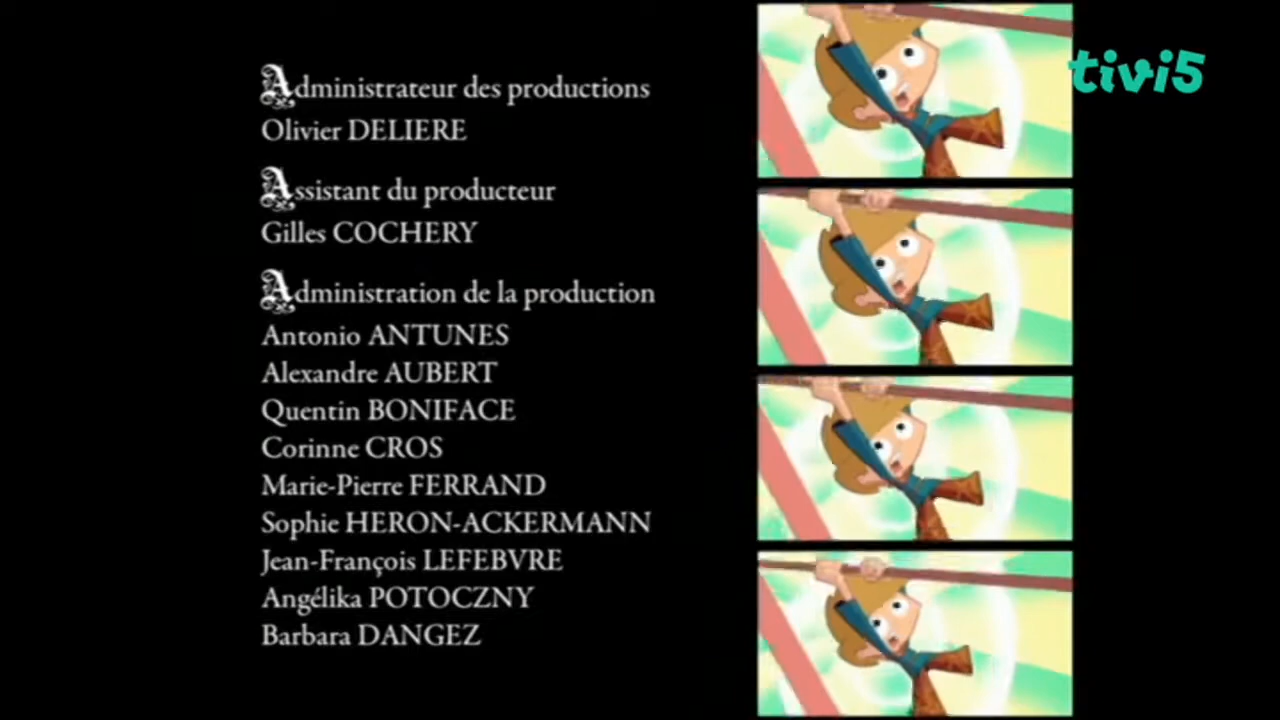 Administrateur des productions
Olivier DELIERE
Assistant du producteur
Gilles COCHERY
Administration de la production
Antonio ANTUNES
Alexandre AUBERT
Quentin BONIFACE
Corinne CROS
Marie-Pierre FERRAND
Sophie HERON-ACKERMANN
Jean-François LEFEBVRE
Angélika POTOCZNY
Barbara DANGEZ
tivi5